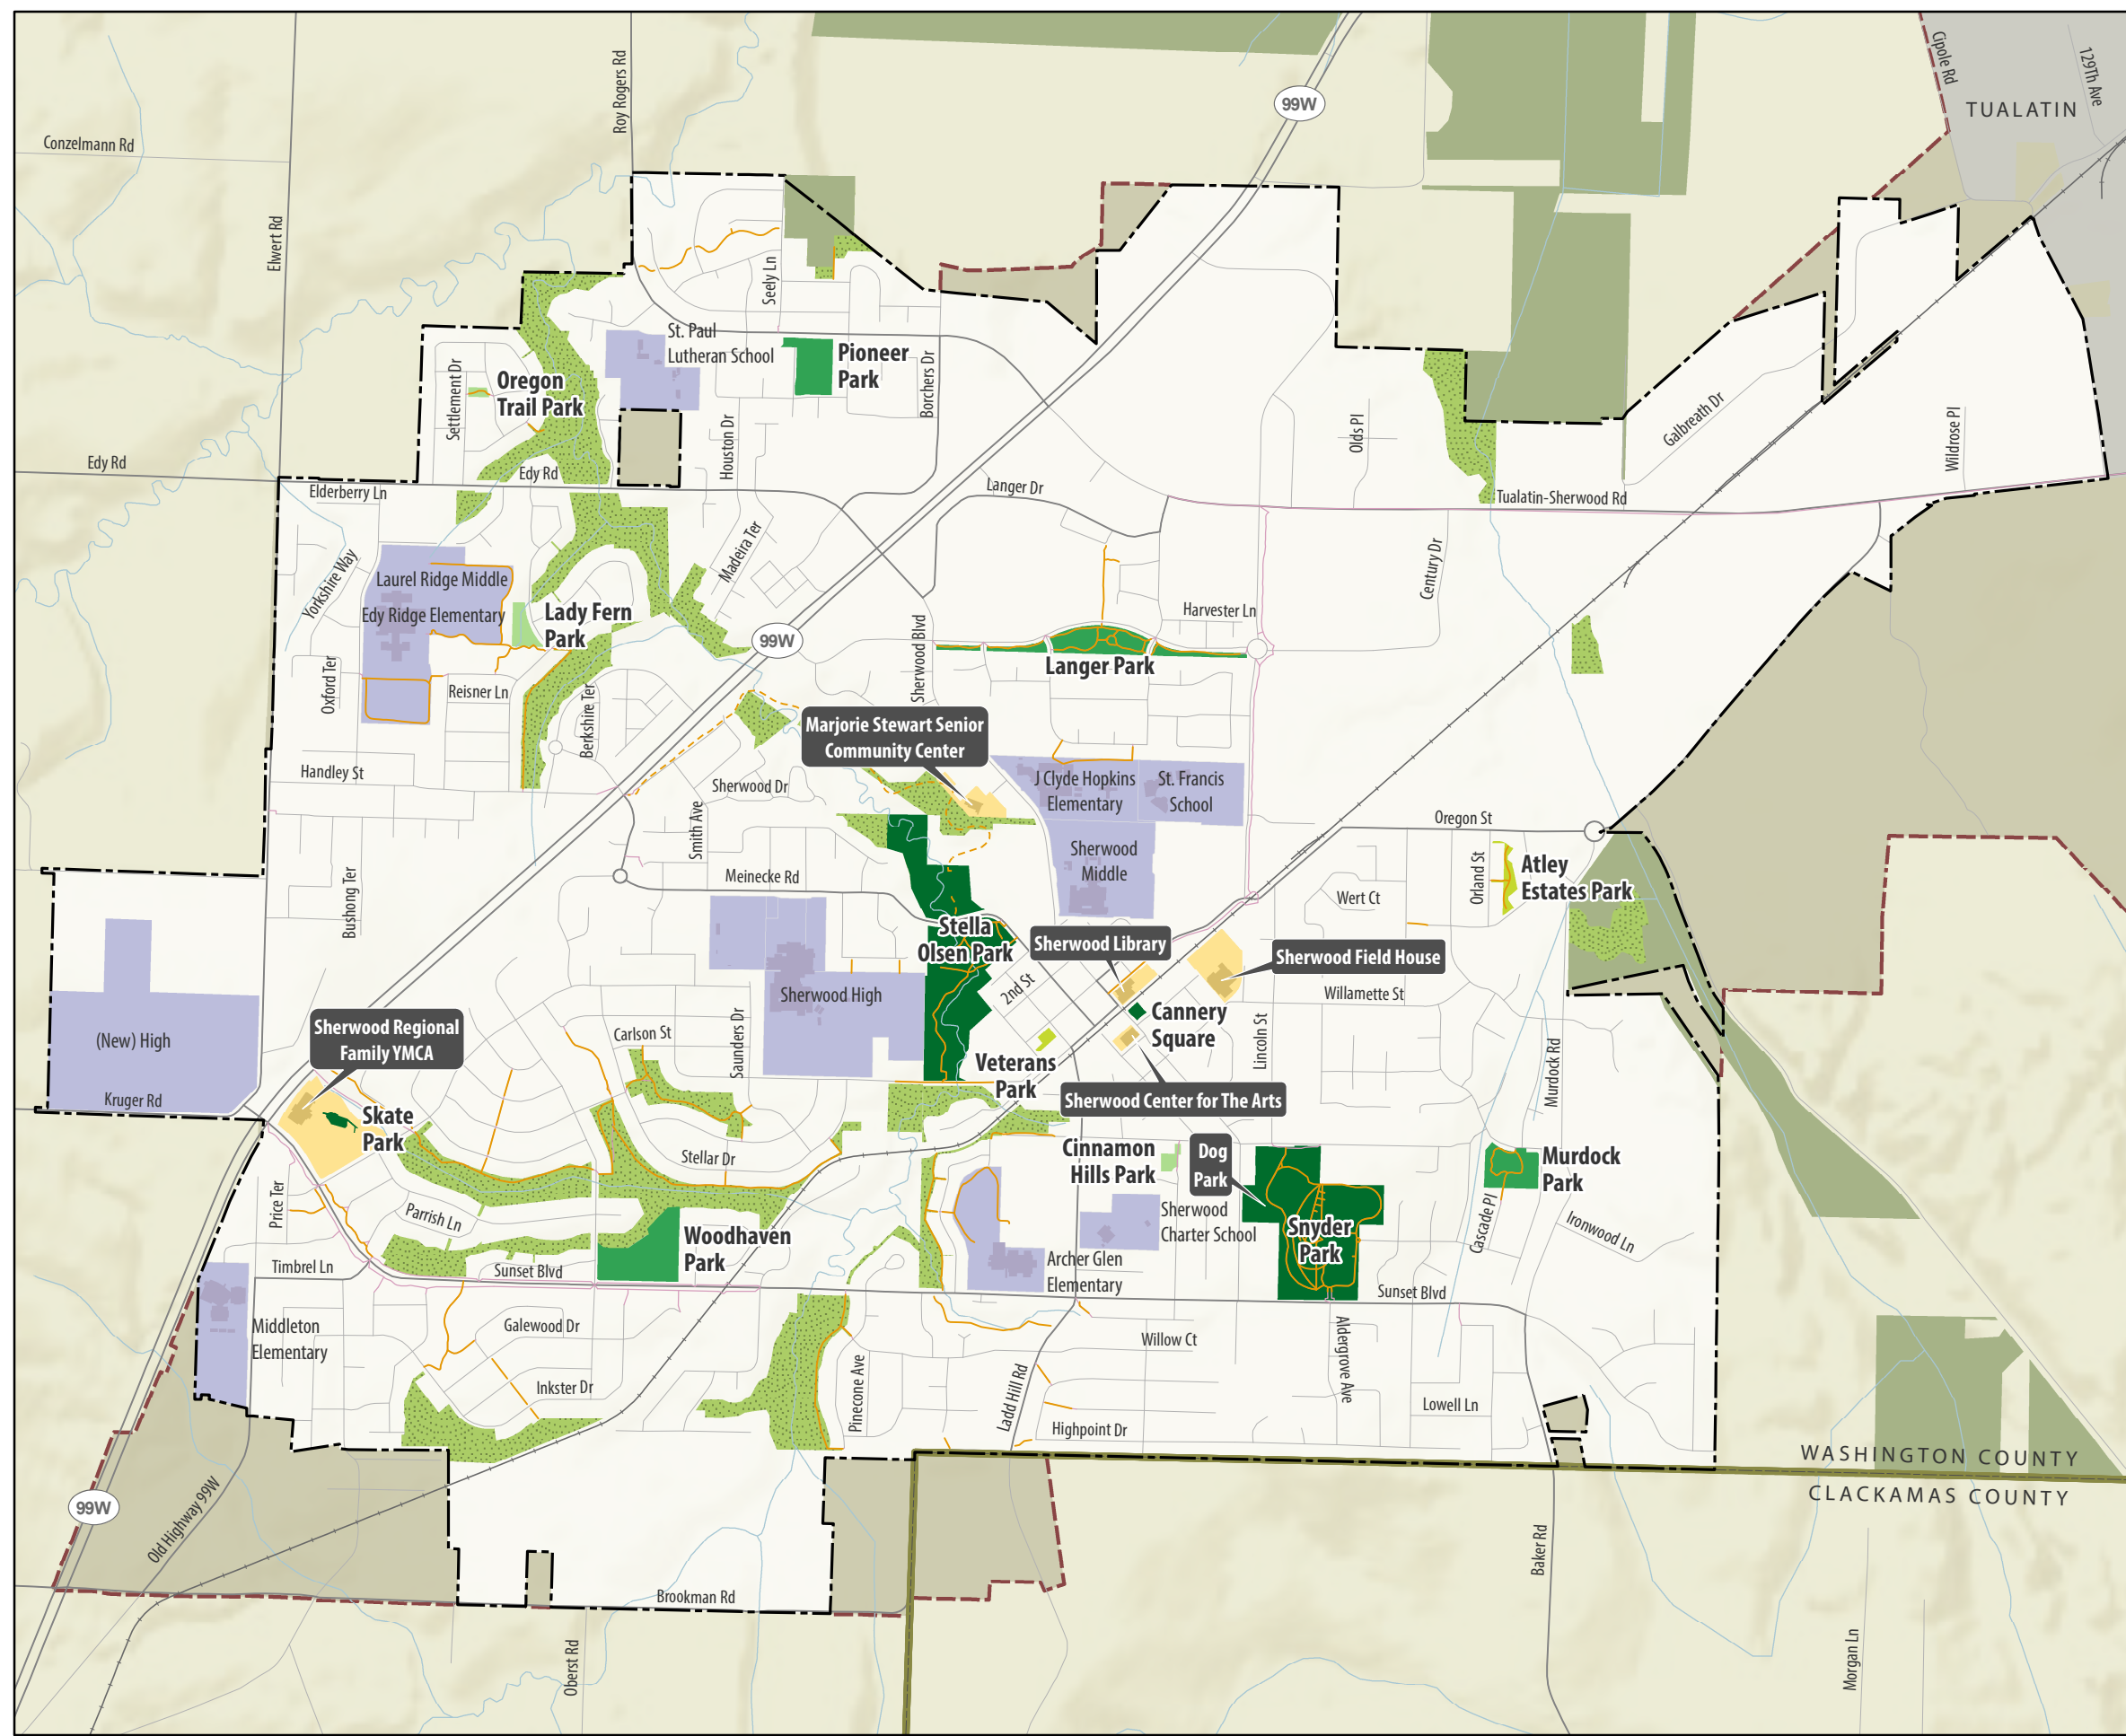 99W
Cipole Rd
129Th Ave
TUALATIN
Conzelmann Rd
Roy Rogers Rd
Elwert Rd
Seely Ln
St. Paul
Lutheran School
Pioneer
Park
Borchers Dr
Settlement Dr
Oregon
Trail Park
Houston Dr
Olds Pl
Galbreath Dr
Wildrose Pl
Edy Rd
Edy Rd
Elderberry Ln
Langer Dr
Tualatin-Sherwood Rd
Yorkshire Way
Laurel Ridge Middle
Edy Ridge Elementary
Madeira Ter
Century Dr
Lady Fern
Park
Harvester Ln
99W
Sherwood Blvd
Langer Park
Oxford Ter
Reisner Ln
Berkshire Ter
Marjorie Stewart Senior
Community Center
Handley St
Sherwood Dr
J Clyde Hopkins
Elementary
St. Francis
School
Smith Ave
Oregon St
Sherwood
Middle
Orland St
Atley
Estates Park
Meinecke Rd
Bushong Ter
Wert Ct
Stella
Olsen Park
Sherwood Library
Sherwood Field House
Sherwood High
2nd St
Willamette St
Cannery
Square
(New) High
Sherwood Regional
Family YMCA
Carlson St
Saunders Dr
Lincoln St
Veterans
Park
Murdock Rd
Kruger Rd
Skate
Park
Sherwood Center for The Arts
Cinnamon
Hills Park
Dog
Park
Stellar Dr
Murdock
Park
Price Ter
Parrish Ln
Sherwood
Charter School
Snyder
Park
Cascade Pl
Ironwood Ln
Woodhaven
Park
Timbrel Ln
Sunset Blvd
Archer Glen
Elementary
Sunset Blvd
Middleton
Elementary
Galewood Dr
Willow Ct
Aldergrove Ave
Inkster Dr
Pinecone Ave
Ladd Hill Rd
Lowell Ln
Highpoint Dr
WASHINGTON COUNTY
CLACKAMAS COUNTY
99W
Old Highway 99W
Baker Rd
Brookman Rd
Oberst Rd
Morgan Ln